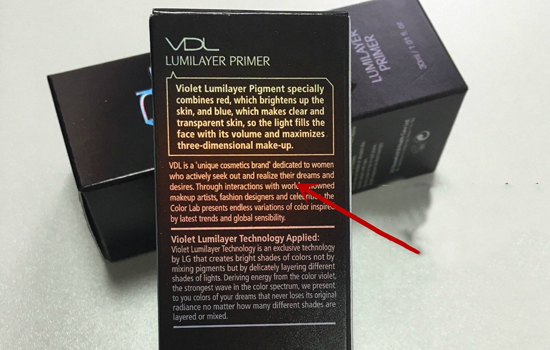 VDL
LUMILAYER PRIMER
Violet Lumilayer Pigment specially
combines red, which brightens up the
skin, and blue, which makes clear and
transparent skin, so the light fills the
face with its volume and maximizes
three-dimensional make-up.
VDL is a 'unique cosmetics brand' dedicated to women
who actively seek out and realize their dreams and
desires. Through interactions with
makeup artists, fashion designers and
Color Lab presents endless variations of color inspired
by latest trends and global sensibility.
Violet Lumilayer Technology Applied:
Violet Lumilayer Technology is an exclusive technology
by LG that creates bright shades of colors not by
mixing pigments but by delicately layering different
shades of lights. Deriving energy from the color violet,
the strongest wave in the color spectrum, we present
to you colors of your dreams that never loses its original
radiance no matter how many different shades are
layered or mixed.
LUMILAYER
PRIMER
30ml / 1.01 fl.oz